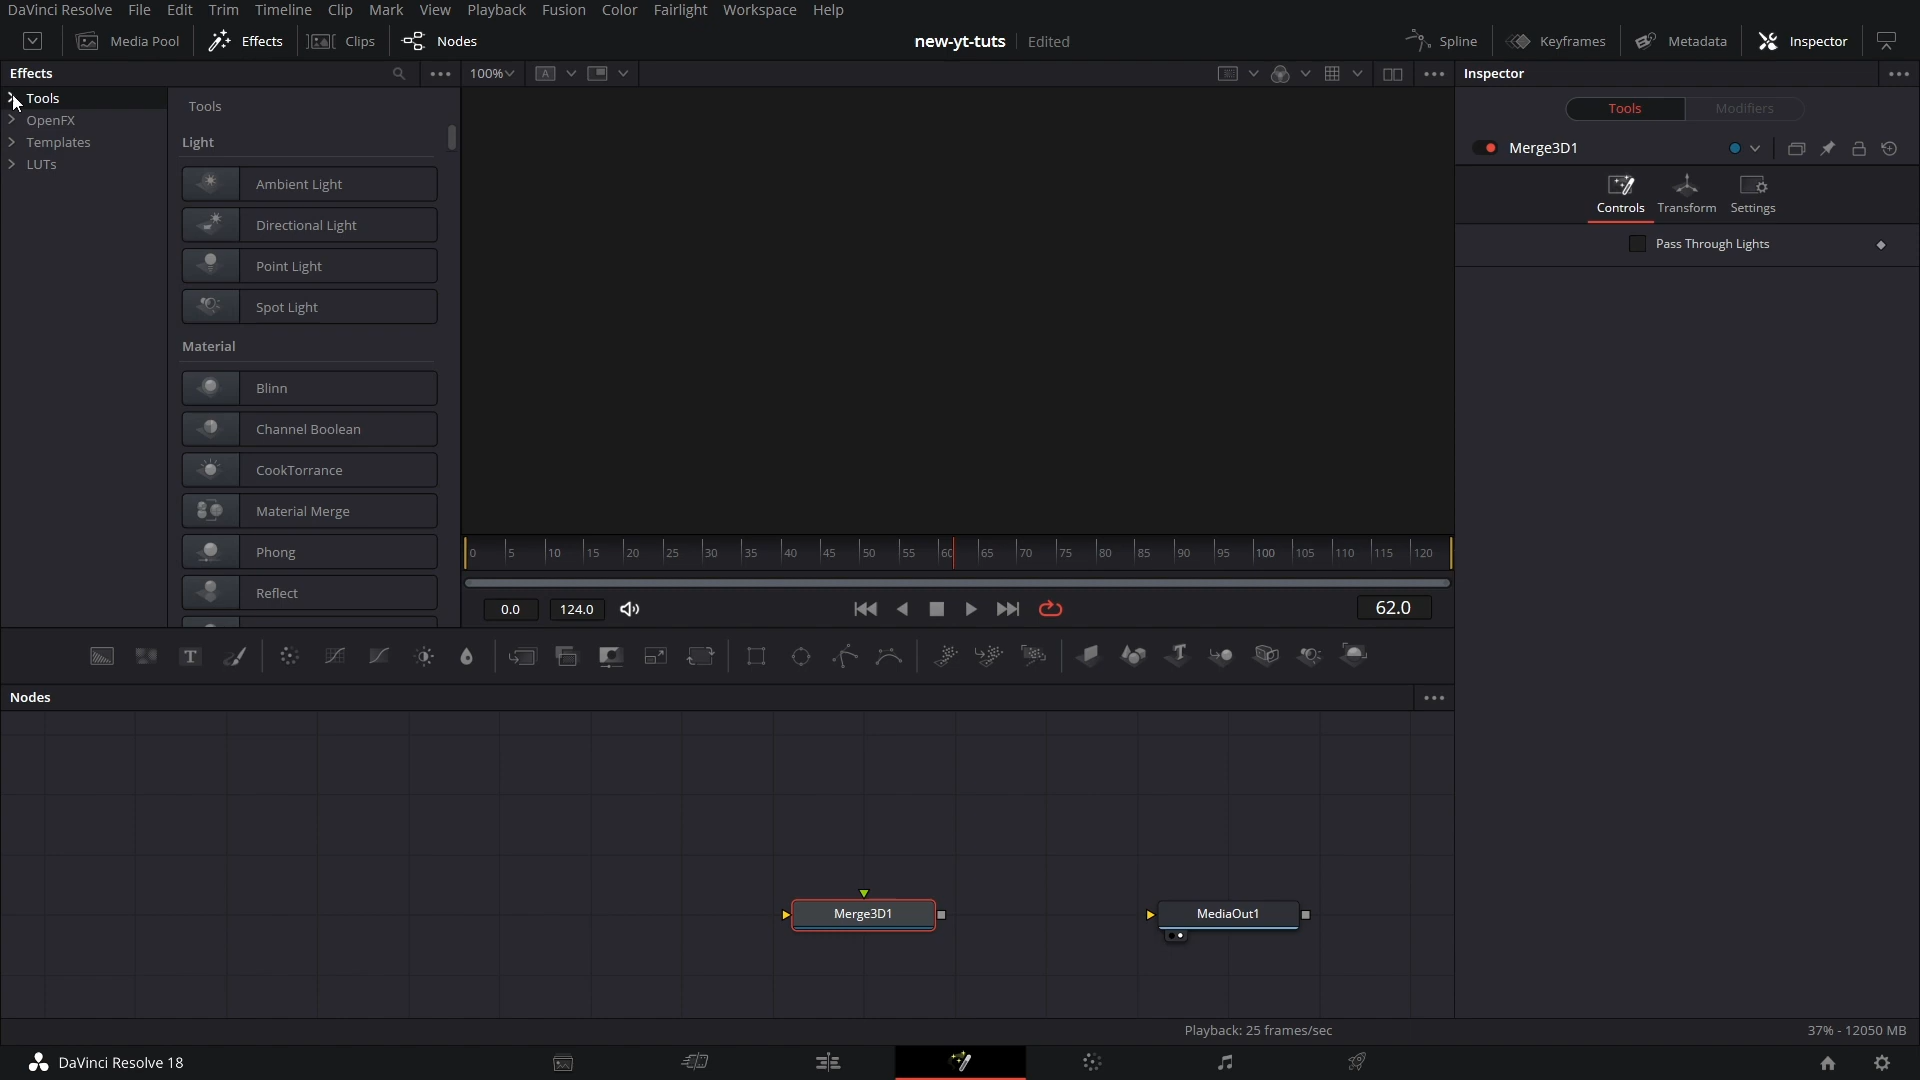 DaVinci Resolve File Edit Trim Timeline Clip Mark View Playback Fusion Color Fairlight Workspace Help
Media Pool Effects Clips Nodes new-yt-tuts Edited Spline Keyframes Metadata Inspector
Effects 100% A Inspector
Tools
OpenFX
Templates
LUTs
Tools
Light
Ambient Light
Directional Light
Point Light
Spot Light
Material
Blinn
Channel Boolean
CookTorrance
Material Merge
Phong
Reflect
0 5 10 15 20 25 30 35 40 45 50 55 60 65 70 75 80 85 90 95 100 105 110 115 120
0.0 124.0 62.0
Tools Modifiers
Merge3D1
Controls Transform Settings
Pass Through Lights
T
Nodes
Merge3D1 MediaOut1
Playback: 25 frames/sec 37% - 12050 MB
DaVinci Resolve 18